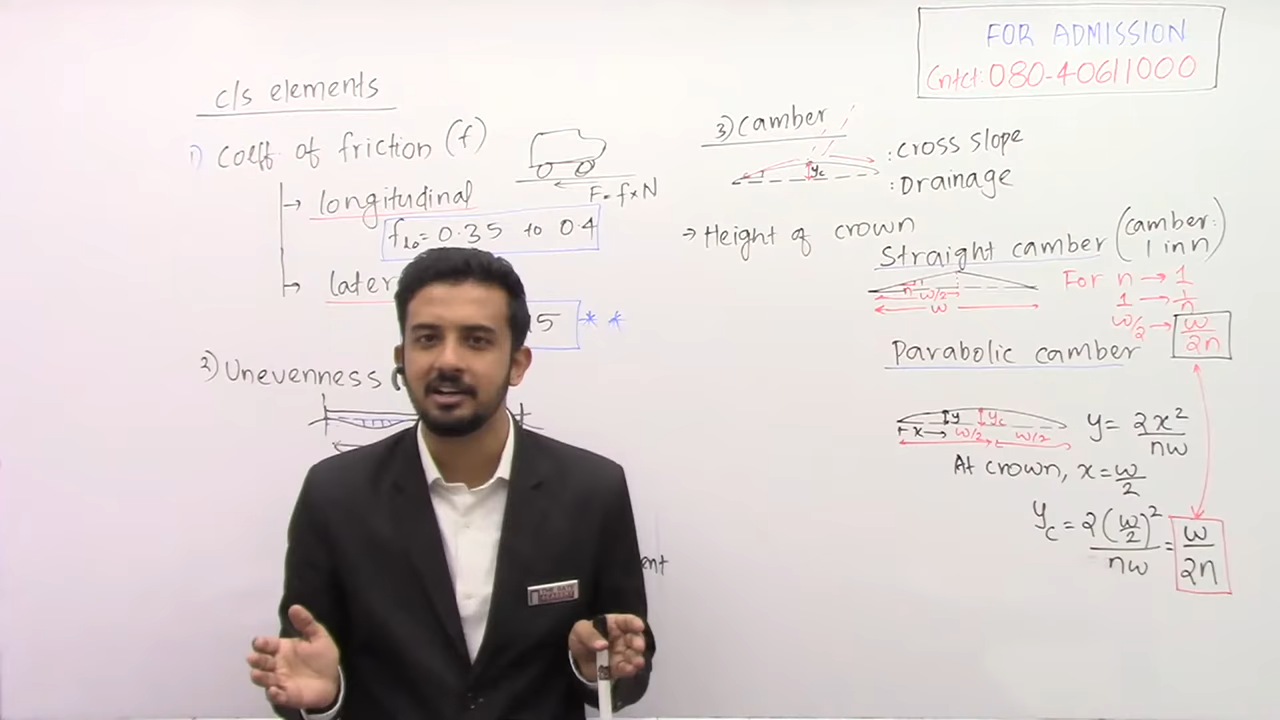 FOR ADMISSION
Cntct: 080-40611000
c/s elements
1) Coeff of friction (f)
F = f×N
→ longitudinal
f_lo = 0.35 to 0.4
→ later
15 * *
2) Unevenness
ent
3) Camber
y_c
: Cross slope
: Drainage
→ Height of crown
Straight camber (camber: 1 in n)
n
w/2
w
For n → 1
1 → 1/n
w/2 → w/2n
Parabolic camber
y y_c
x w/2 w/2
y = 2x²/nw
At crown, x = w/2
y_c = 2(w/2)²/nw = w/2n